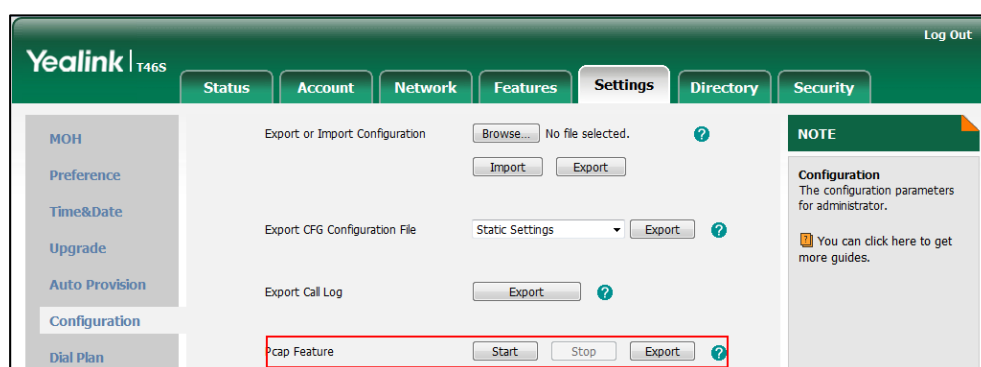 Log Out
Yealink T46S
Status Account Network Features Settings Directory Security
MOH
Preference
Time&Date
Upgrade
Auto Provision
Configuration
Dial Plan
Export or Import Configuration Browse... No file selected.
Import Export
Export CFG Configuration File Static Settings Export
Export Call Log Export
Pcap Feature Start Stop Export
NOTE
Configuration
The configuration parameters
for administrator.
You can click here to get
more guides.